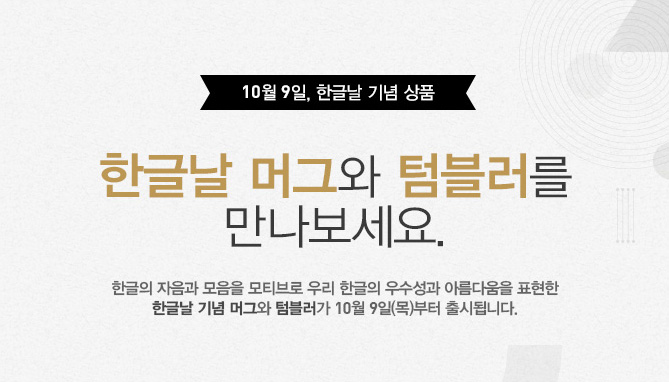 10월 9일, 한글날 기념 상품
한글날 머그와 텀블러를
만나보세요.
한글의 자음과 모음을 모티브로 우리 한글의 우수성과 아름다움을 표현한
한글날 기념 머그와 텀블러가 10월 9일(목)부터 출시됩니다.